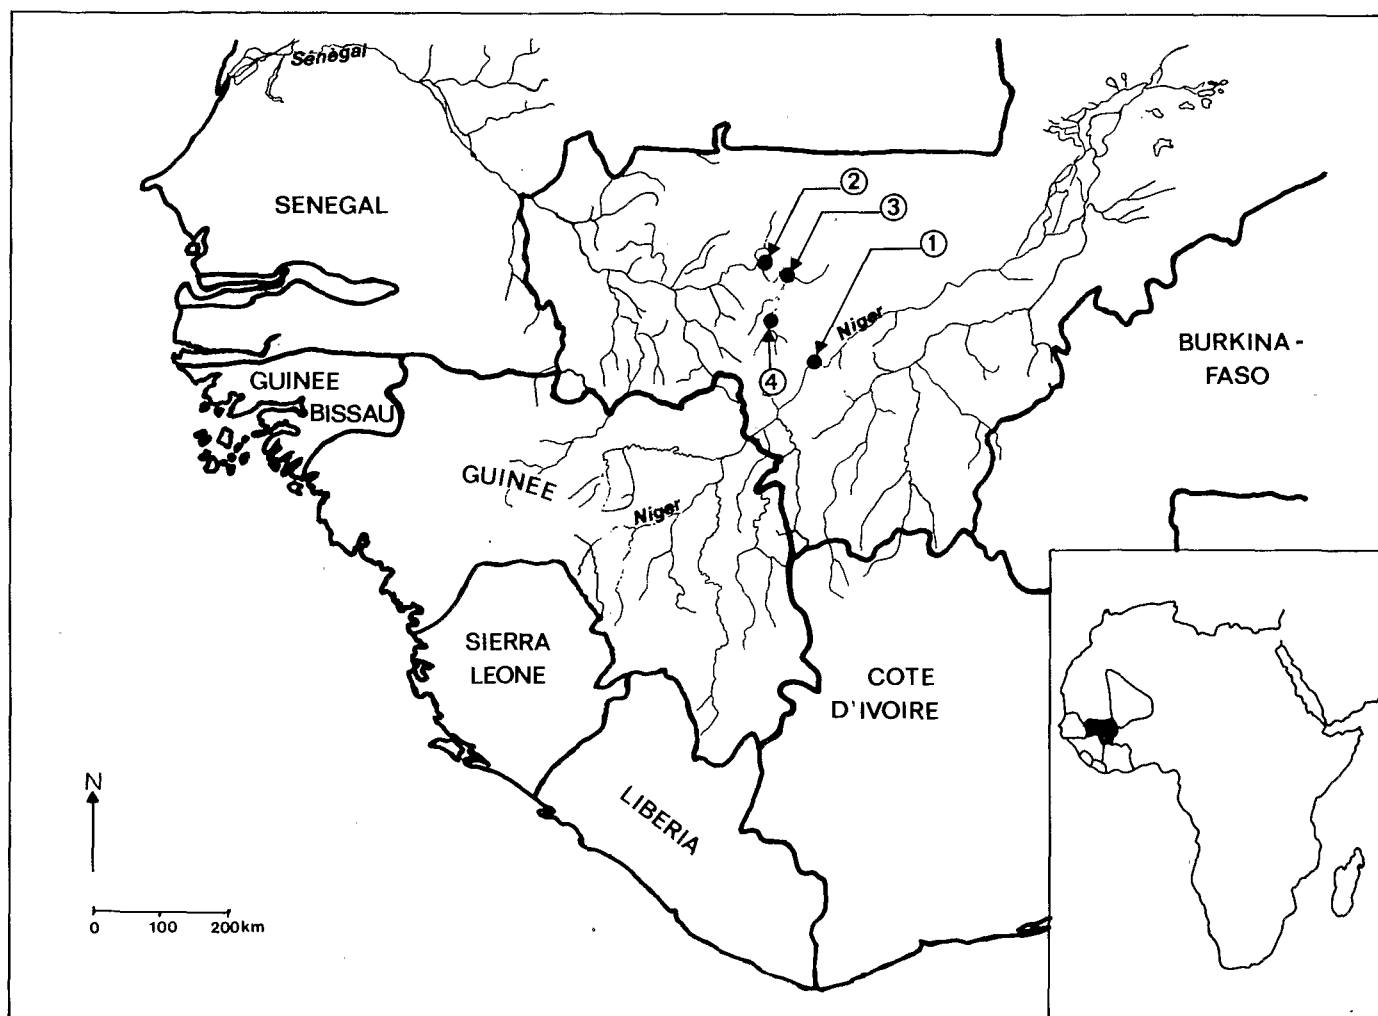 Sénégal
SENEGAL
2
3
1
Niger
4
BURKINA-
FASO
GUINEE
BISSAU
GUINEE
Niger
SIERRA
LEONE
COTE
D'IVOIRE
LIBERIA
N
0 100 200km